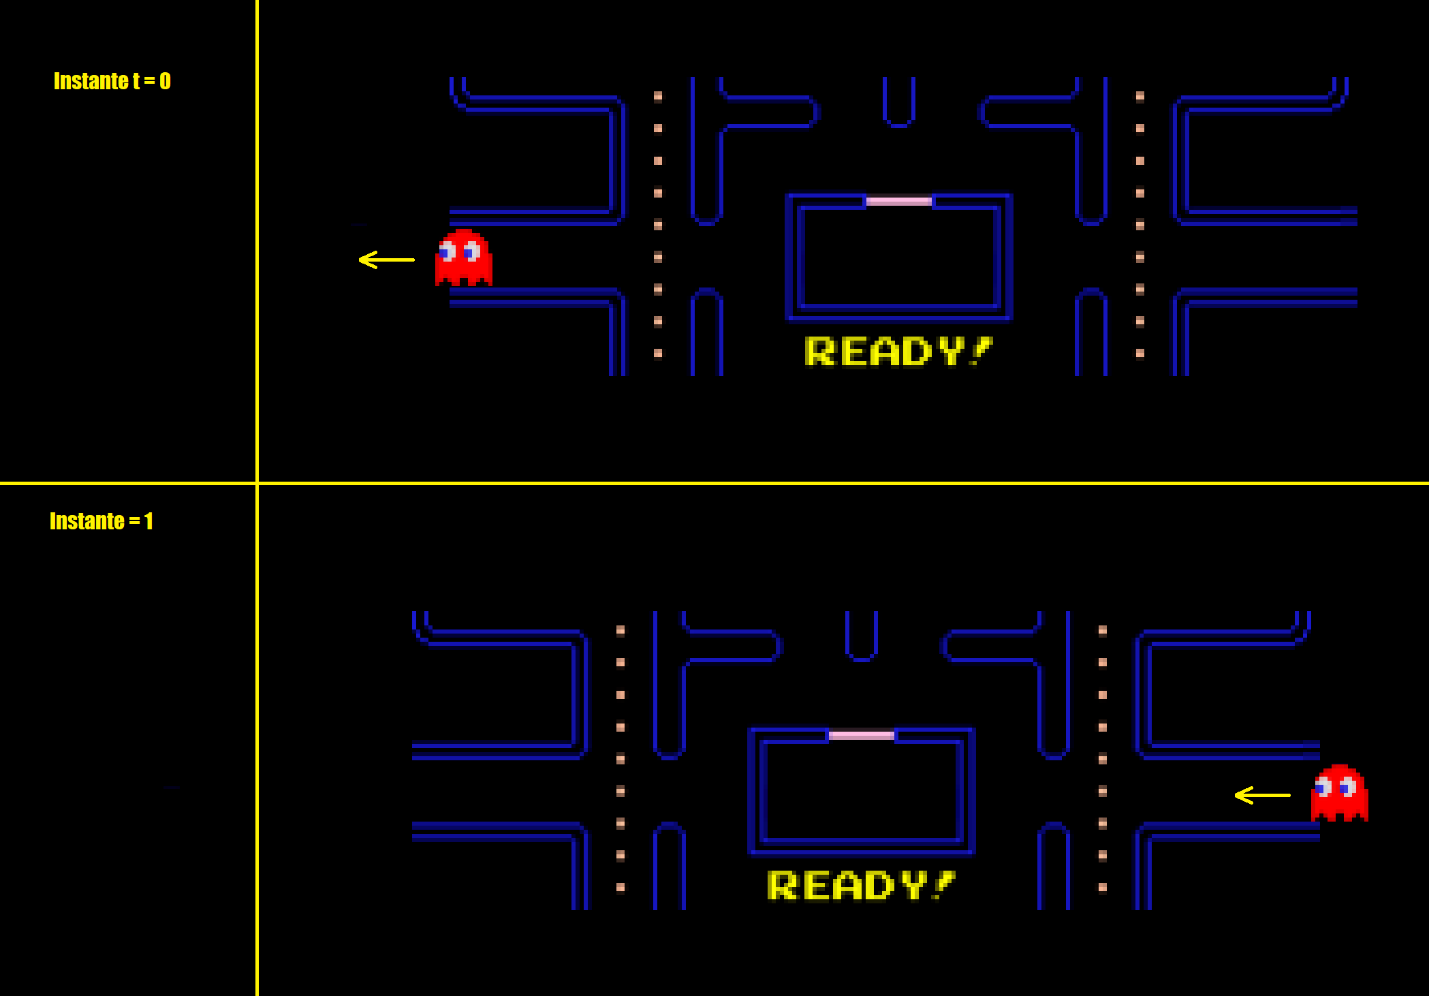 Instante t = 0
READY!
Instante = 1
READY!